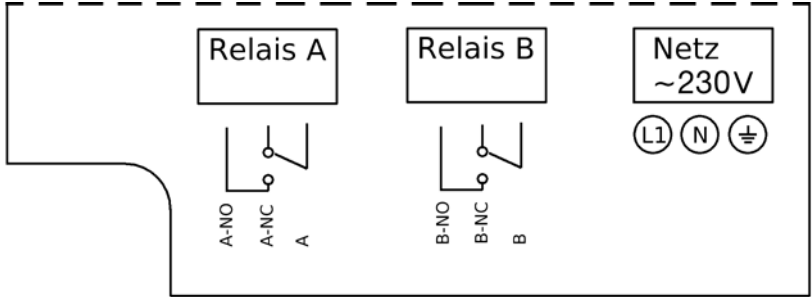 Relais A
Relais B
Netz
~230V
L1 N
A-NO
A-NC
A
B-NO
B-NC
B